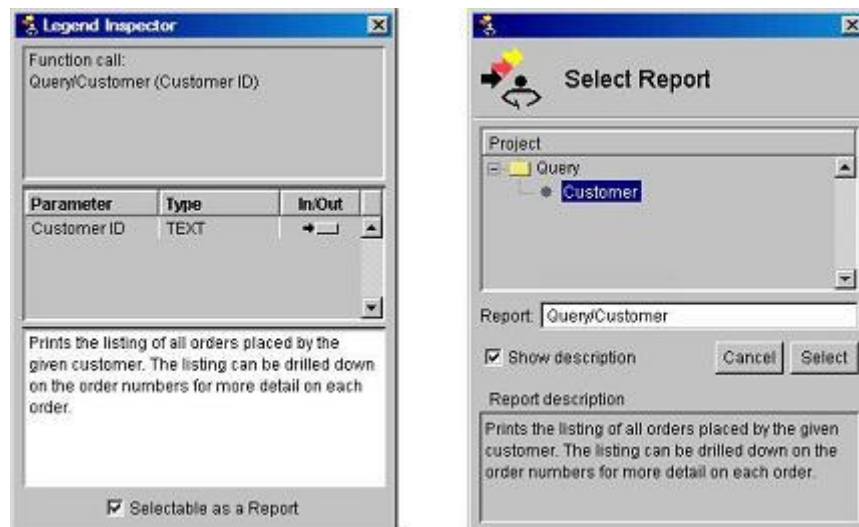 Legend Inspector
Function call:
Query/Customer (Customer ID)
Parameter Type In/Out
Customer ID TEXT
Prints the listing of all orders placed by the
given customer. The listing can be drilled down
on the order numbers for more detail on each
order.
Selectable as a Report
Select Report
Project
Query
Customer
Report: Query/Customer
Show description Cancel Select
Report description
Prints the listing of all orders placed by the given
customer. The listing can be drilled down on the
order numbers for more detail on each order.